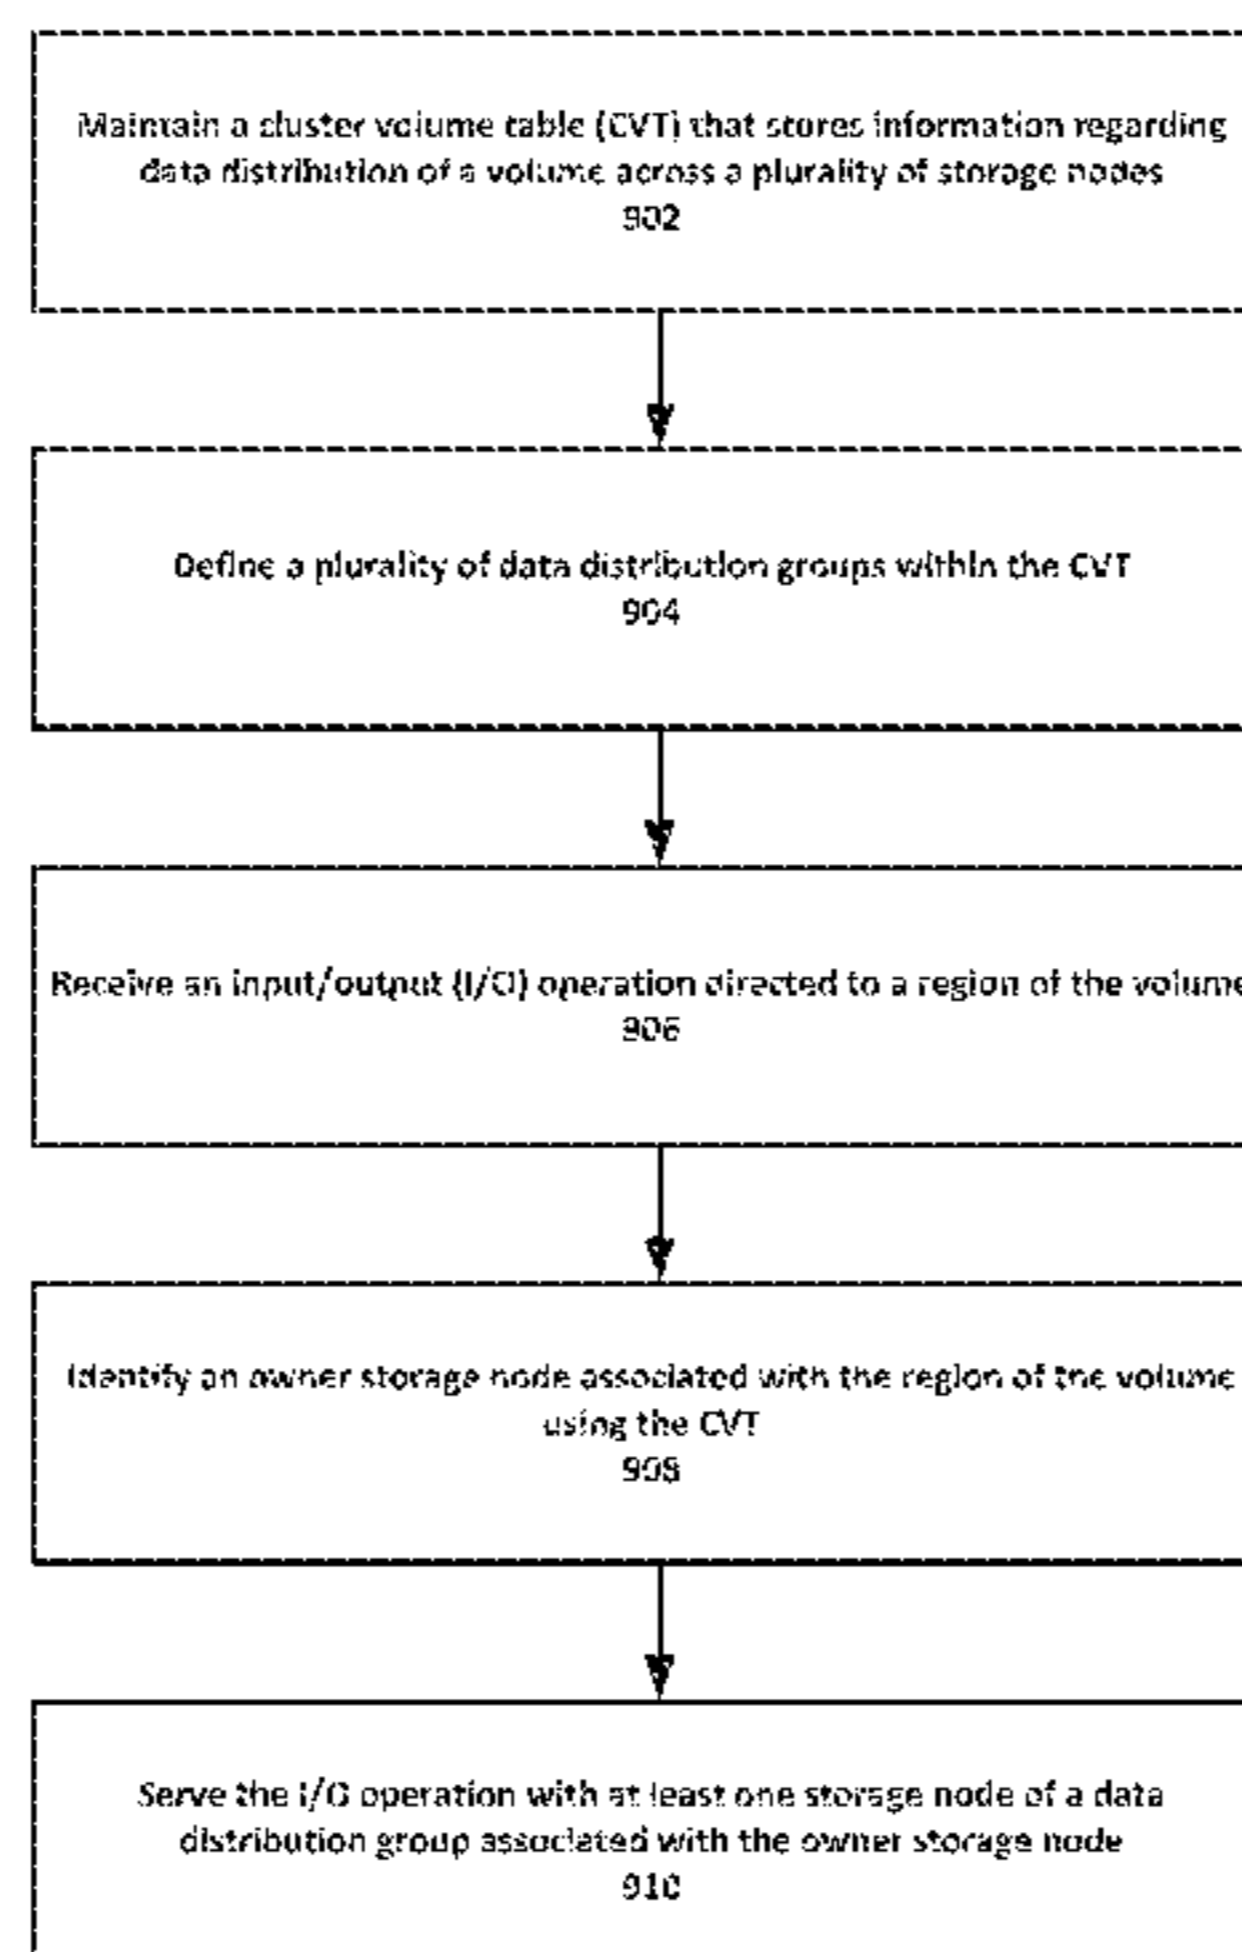 Maintain a cluster volume table (CVT) that stores information regarding
data distribution of a volume across a plurality of storage nodes
902
Define a plurality of data distribution groups within the CVT
904
Receive an input/output (I/O) operation directed to a region of the volume
906
Identify an owner storage node associated with the region of the volume
using the CVT
908
Serve the I/O operation with at least one storage node of a data
distribution group associated with the owner storage node
910